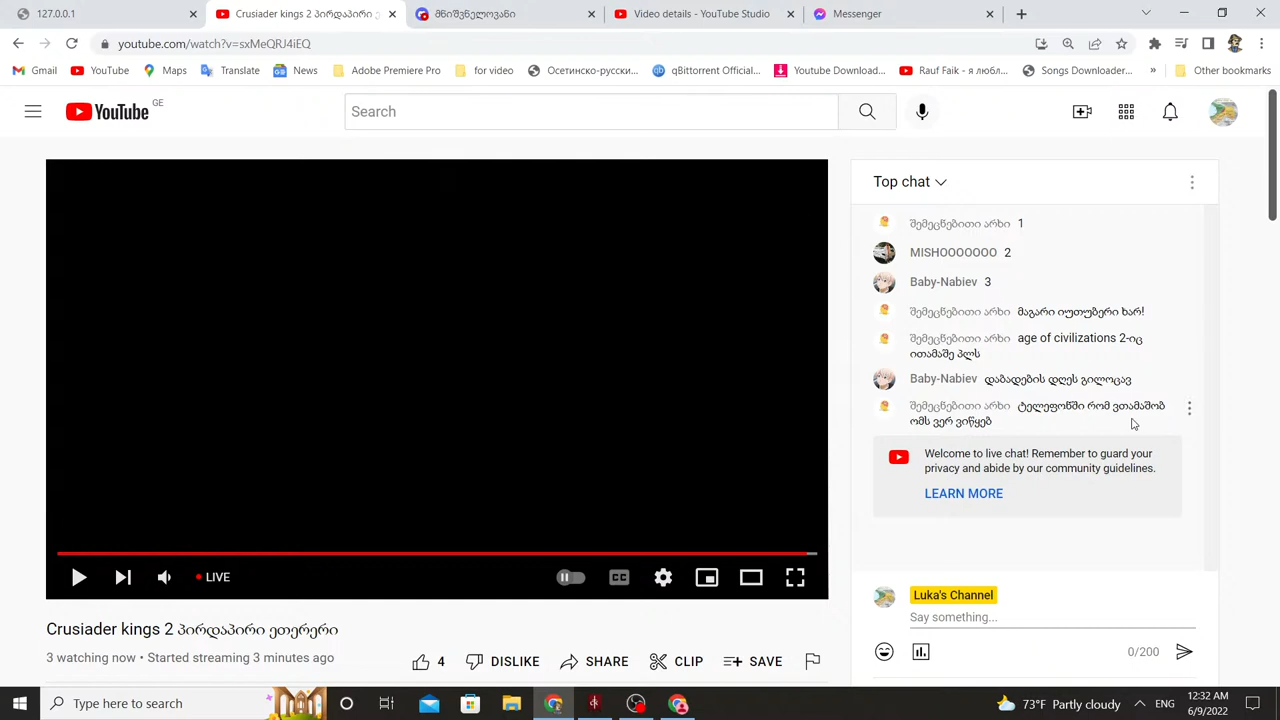 127.0.0.1
Crusiader kings 2 პირდაპირი ე
მნიშვნელოვანი
Video details - YouTube Studio
Messenger
youtube.com/watch?v=sxMeQRJ4iEQ
Gmail
YouTube
Maps
Translate
News
Adobe Premiere Pro
for video
Осетинско-русски...
qBittorrent Official...
Youtube Download...
Rauf Faik - я любл...
Songs Downloader...
Other bookmarks
YouTube GE
Search
Top chat
შემეცნებითი არხი 1
MISHOOOOOOO 2
Baby-Nabiev 3
შემეცნებითი არხი მაგარი იუთუბერი ხარ!
შემეცნებითი არხი age of civilizations 2-იც
ითამაშე პლს
Baby-Nabiev დაბადების დღეს გილოცავ
შემეცნებითი არხი ტელეფონში რომ ვთამაშობ
ომს ვერ ვიწყებ
Welcome to live chat! Remember to guard your
privacy and abide by our community guidelines.
LEARN MORE
LIVE
CC
Luka's Channel
Say something...
0/200
Crusiader kings 2 პირდაპირი ეთერერი
3 watching now • Started streaming 3 minutes ago
4
DISLIKE
SHARE
CLIP
SAVE
Type here to search
73°F Partly cloudy
ENG
12:32 AM
6/9/2022